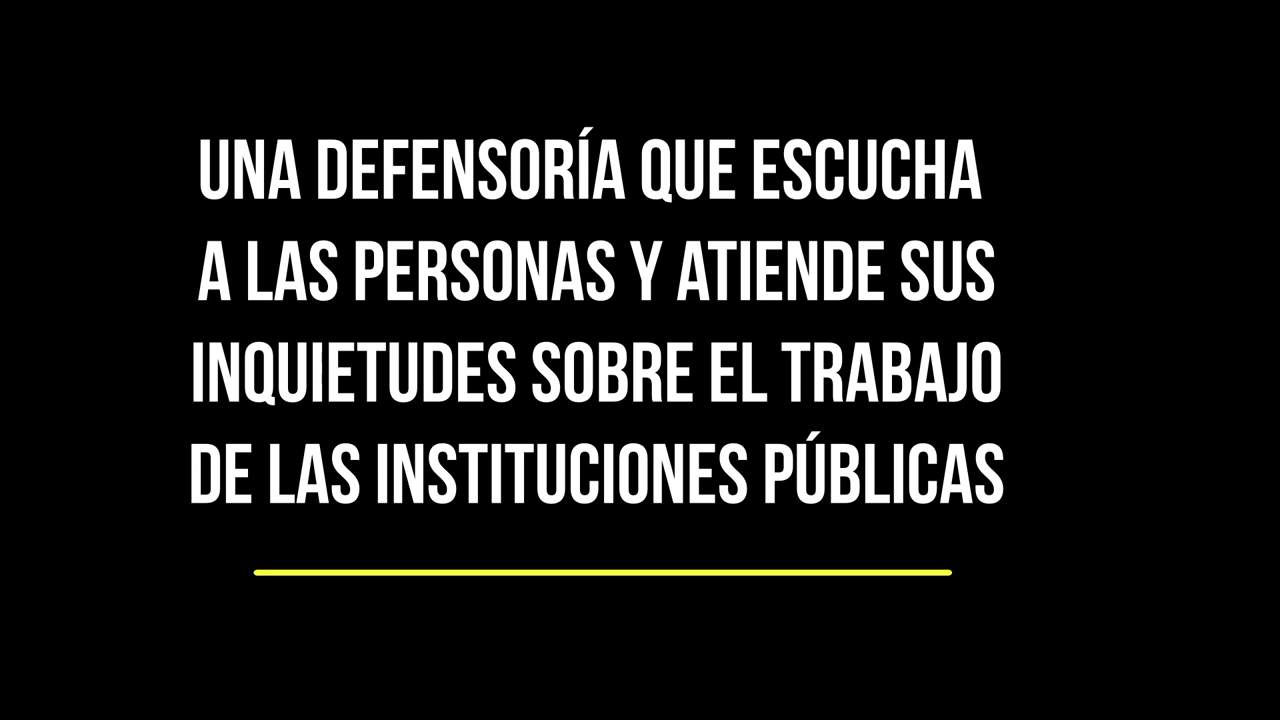 UNA DEFENSORÍA QUE ESCUCHA
A LAS PERSONAS Y ATIENDE SUS
INQUIETUDES SOBRE EL TRABAJO
DE LAS INSTITUCIONES PÚBLICAS